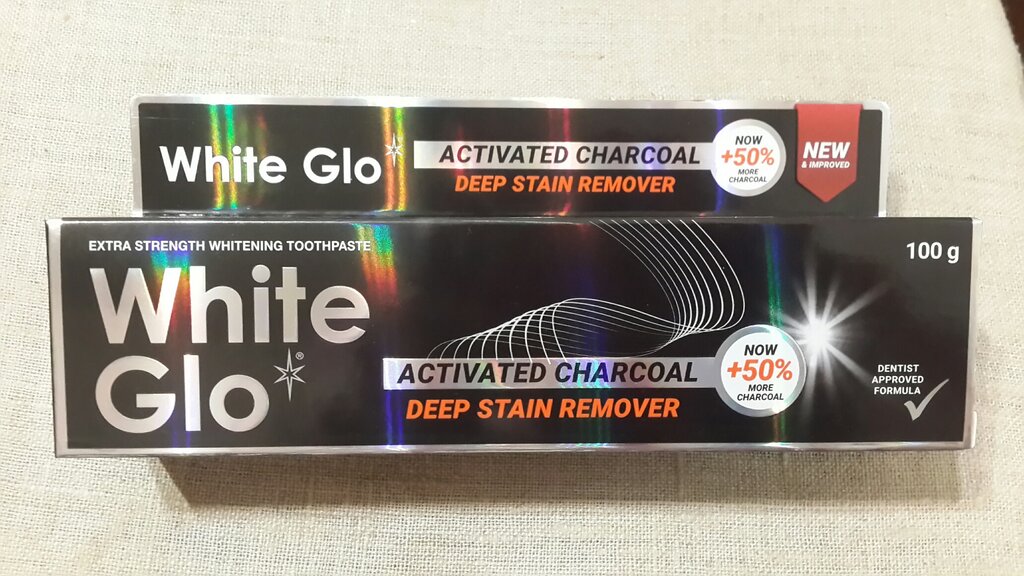 White Glo
ACTIVATED CHARCOAL
DEEP STAIN REMOVER
NOW
+50%
MORE
CHARCOAL
NEW
& IMPROVED
EXTRA STRENGTH WHITENING TOOTHPASTE
100 g
White
Glo®
ACTIVATED CHARCOAL
DEEP STAIN REMOVER
NOW
+50%
MORE
CHARCOAL
DENTIST
APPROVED
FORMULA